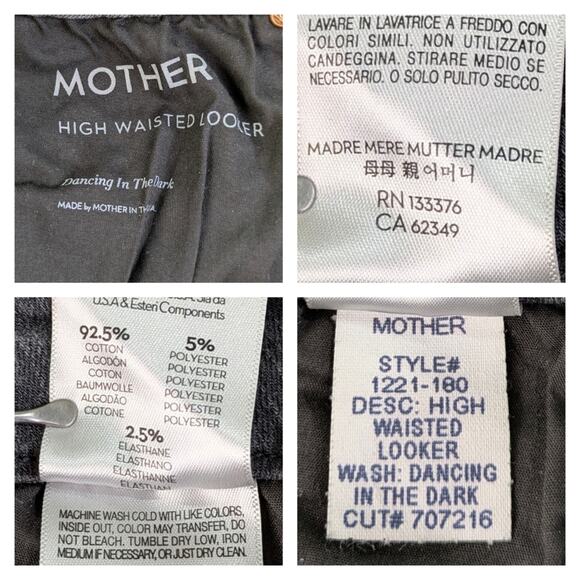 MOTHER
HIGH WAISTED LOOKER
Dancing In The Dark
MADE by MOTHER IN THE
LAVARE IN LAVATRICE A FREDDO CON
COLORI SIMILI. NON UTILIZZATO
CANDEGGINA. STIRARE MEDIO SE
NECESSARIO. O SOLO PULITO SECCO.
MADRE MERE MUTTER MADRE
母母親 어머니
RN 133376
CA 62349
U.S.A & Esteri Components
92.5%
COTTON
ALGODÓN
COTON
BAUMWOLLE
ALGODÃO
COTONE
5%
POLYESTER
POLYESTER
POLYESTER
POLYESTER
POLYESTER
POLYESTER
2.5%
ELASTHANE
ELASTHANO
ELASTHANNE
ELASTHAN
MACHINE WASH COLD WITH LIKE COLORS,
INSIDE OUT, COLOR MAY TRANSFER, DO
NOT BLEACH. TUMBLE DRY LOW, IRON
MEDIUM IF NECESSARY, OR JUST DRY CLEAN.
MOTHER
STYLE#
1221-180
DESC: HIGH
WAISTED
LOOKER
WASH: DANCING
IN THE DARK
CUT# 707216